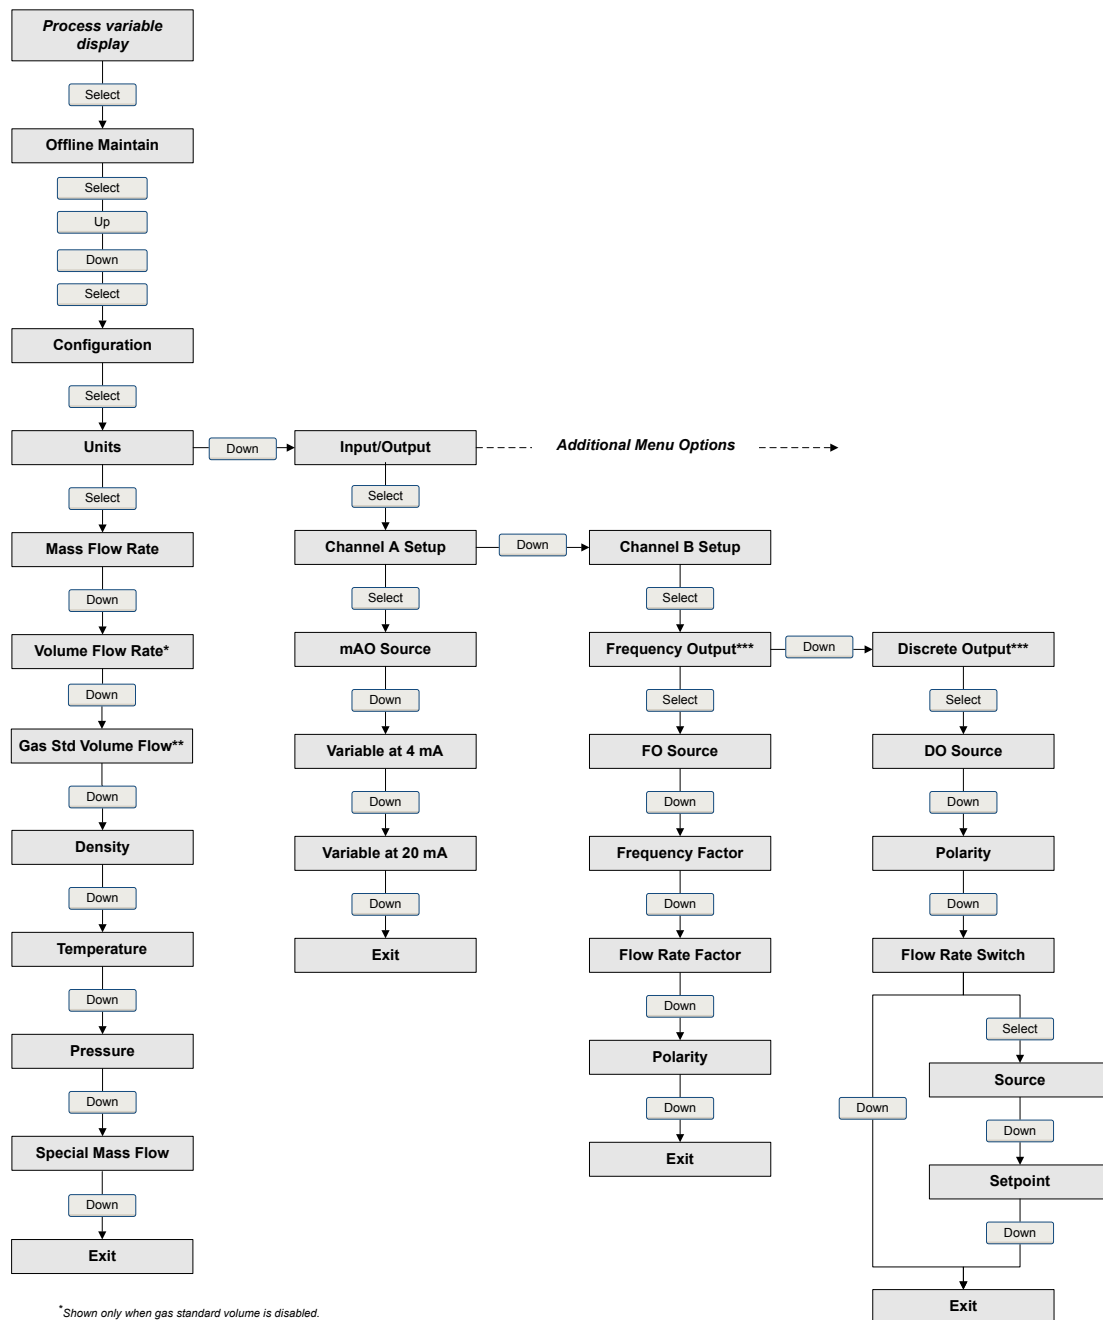 Process variable
display
Select
Offline Maintain
Select
Up
Down
Select
Configuration
Select
Units
Down
Input/Output
Additional Menu Options
Select
Mass Flow Rate
Down
Volume Flow Rate*
Down
Gas Std Volume Flow**
Down
Density
Down
Temperature
Down
Pressure
Down
Special Mass Flow
Down
Exit
Select
Channel A Setup
Down
Channel B Setup
Select
mAO Source
Down
Variable at 4 mA
Down
Variable at 20 mA
Down
Exit
Select
Frequency Output***
Down
Discrete Output***
Select
FO Source
Down
Frequency Factor
Down
Flow Rate Factor
Down
Polarity
Down
Exit
Select
DO Source
Down
Polarity
Down
Flow Rate Switch
Select
Source
Down
Down
Setpoint
Down
Exit
*Shown only when gas standard volume is disabled.